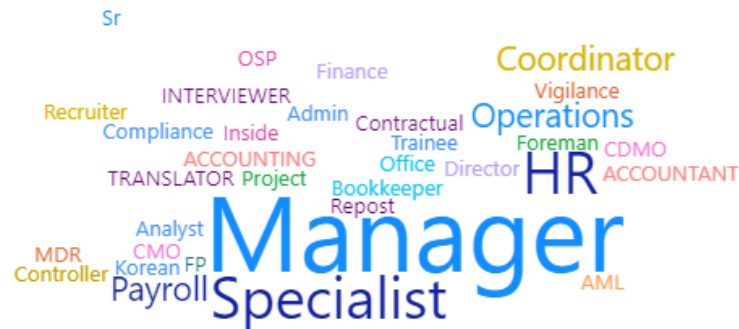 Sr
OSP
Finance
Coordinator
Vigilance
INTERVIEWER
Recruiter
Admin
Operations
Contractual
Compliance
Inside
Trainee
Foreman
CDMO
ACCOUNTING
Office
Director
HR
ACCOUNTANT
TRANSLATOR
Project
Bookkeeper
Repost
Manager
Analyst
MDR
CMO
Controller
Korean
FP
AML
Payroll
Specialist